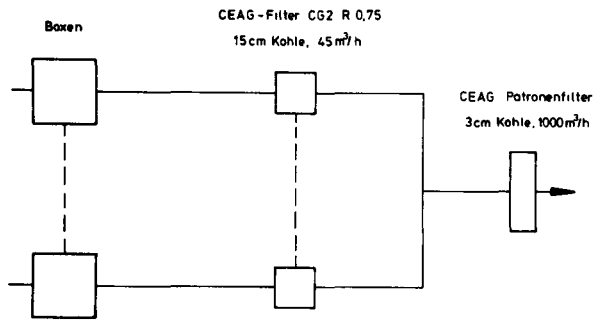 Boxen
CEAG-Filter CG2 R 0,75
15cm Kohle, 45m³/h
CEAG Patronenfilter
3cm Kohle, 1000m³/h